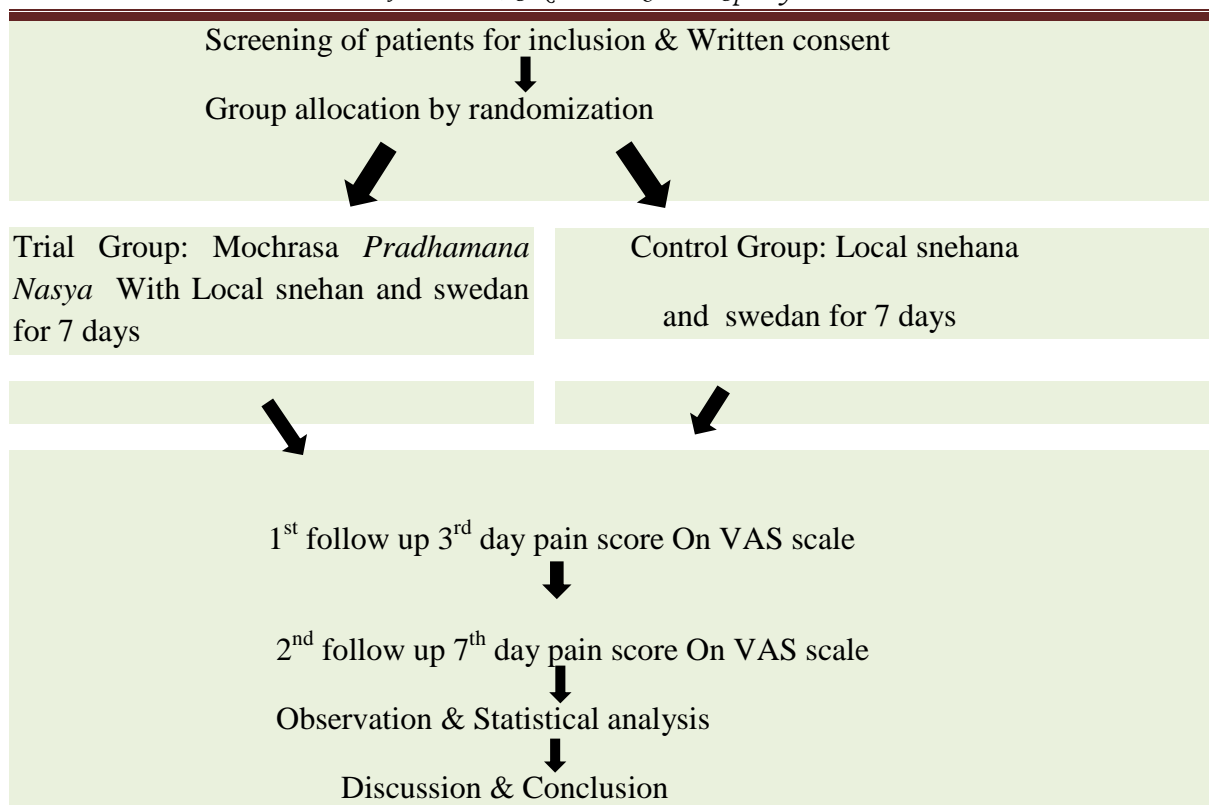 Screening of patients for inclusion & Written consent
Group allocation by randomization
Trial Group: Mochrasa Pradhamana
Nasya With Local snehan and swedan
for 7 days
Control Group: Local snehana
and swedan for 7 days
1st follow up 3rd day pain score On VAS scale
2nd follow up 7th day pain score On VAS scale
Observation & Statistical analysis
Discussion & Conclusion